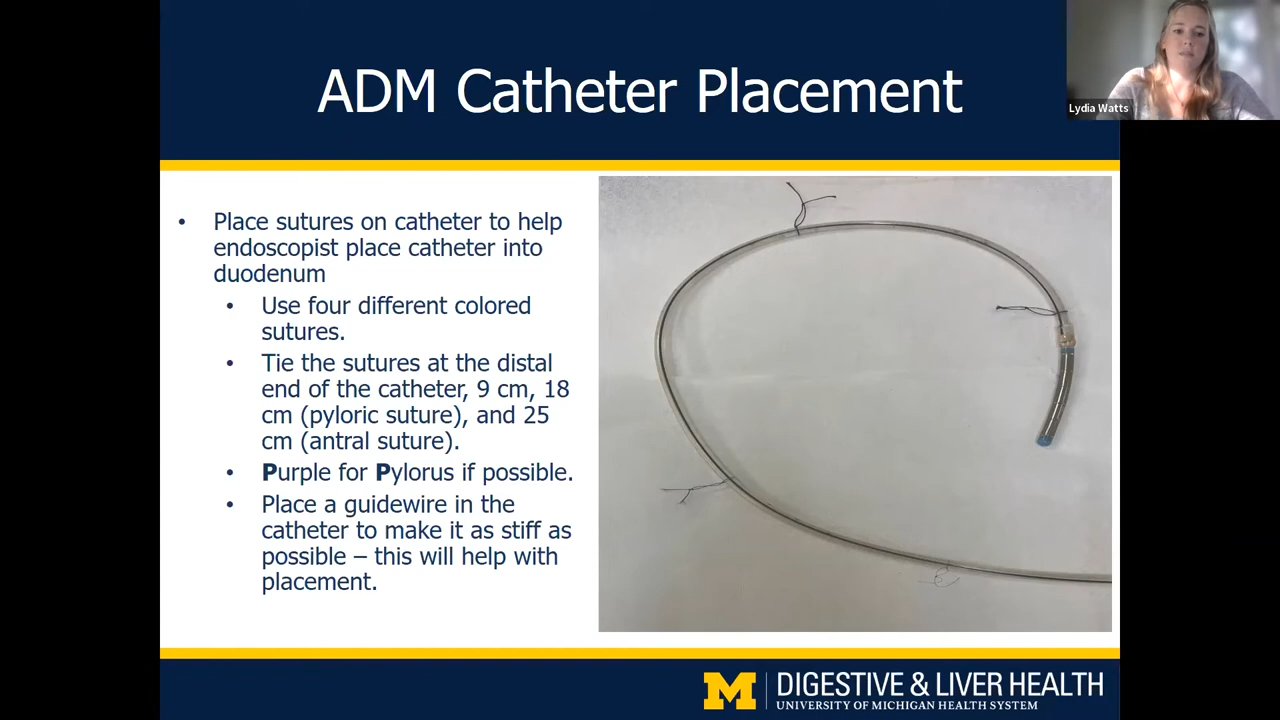 ADM Catheter Placement
Lydia Watts
• Place sutures on catheter to help
endoscopist place catheter into
duodenum
• Use four different colored
sutures.
• Tie the sutures at the distal
end of the catheter, 9 cm, 18
cm (pyloric suture), and 25
cm (antral suture).
• Purple for Pylorus if possible.
• Place a guidewire in the
catheter to make it as stiff as
possible – this will help with
placement.
M DIGESTIVE & LIVER HEALTH
UNIVERSITY OF MICHIGAN HEALTH SYSTEM